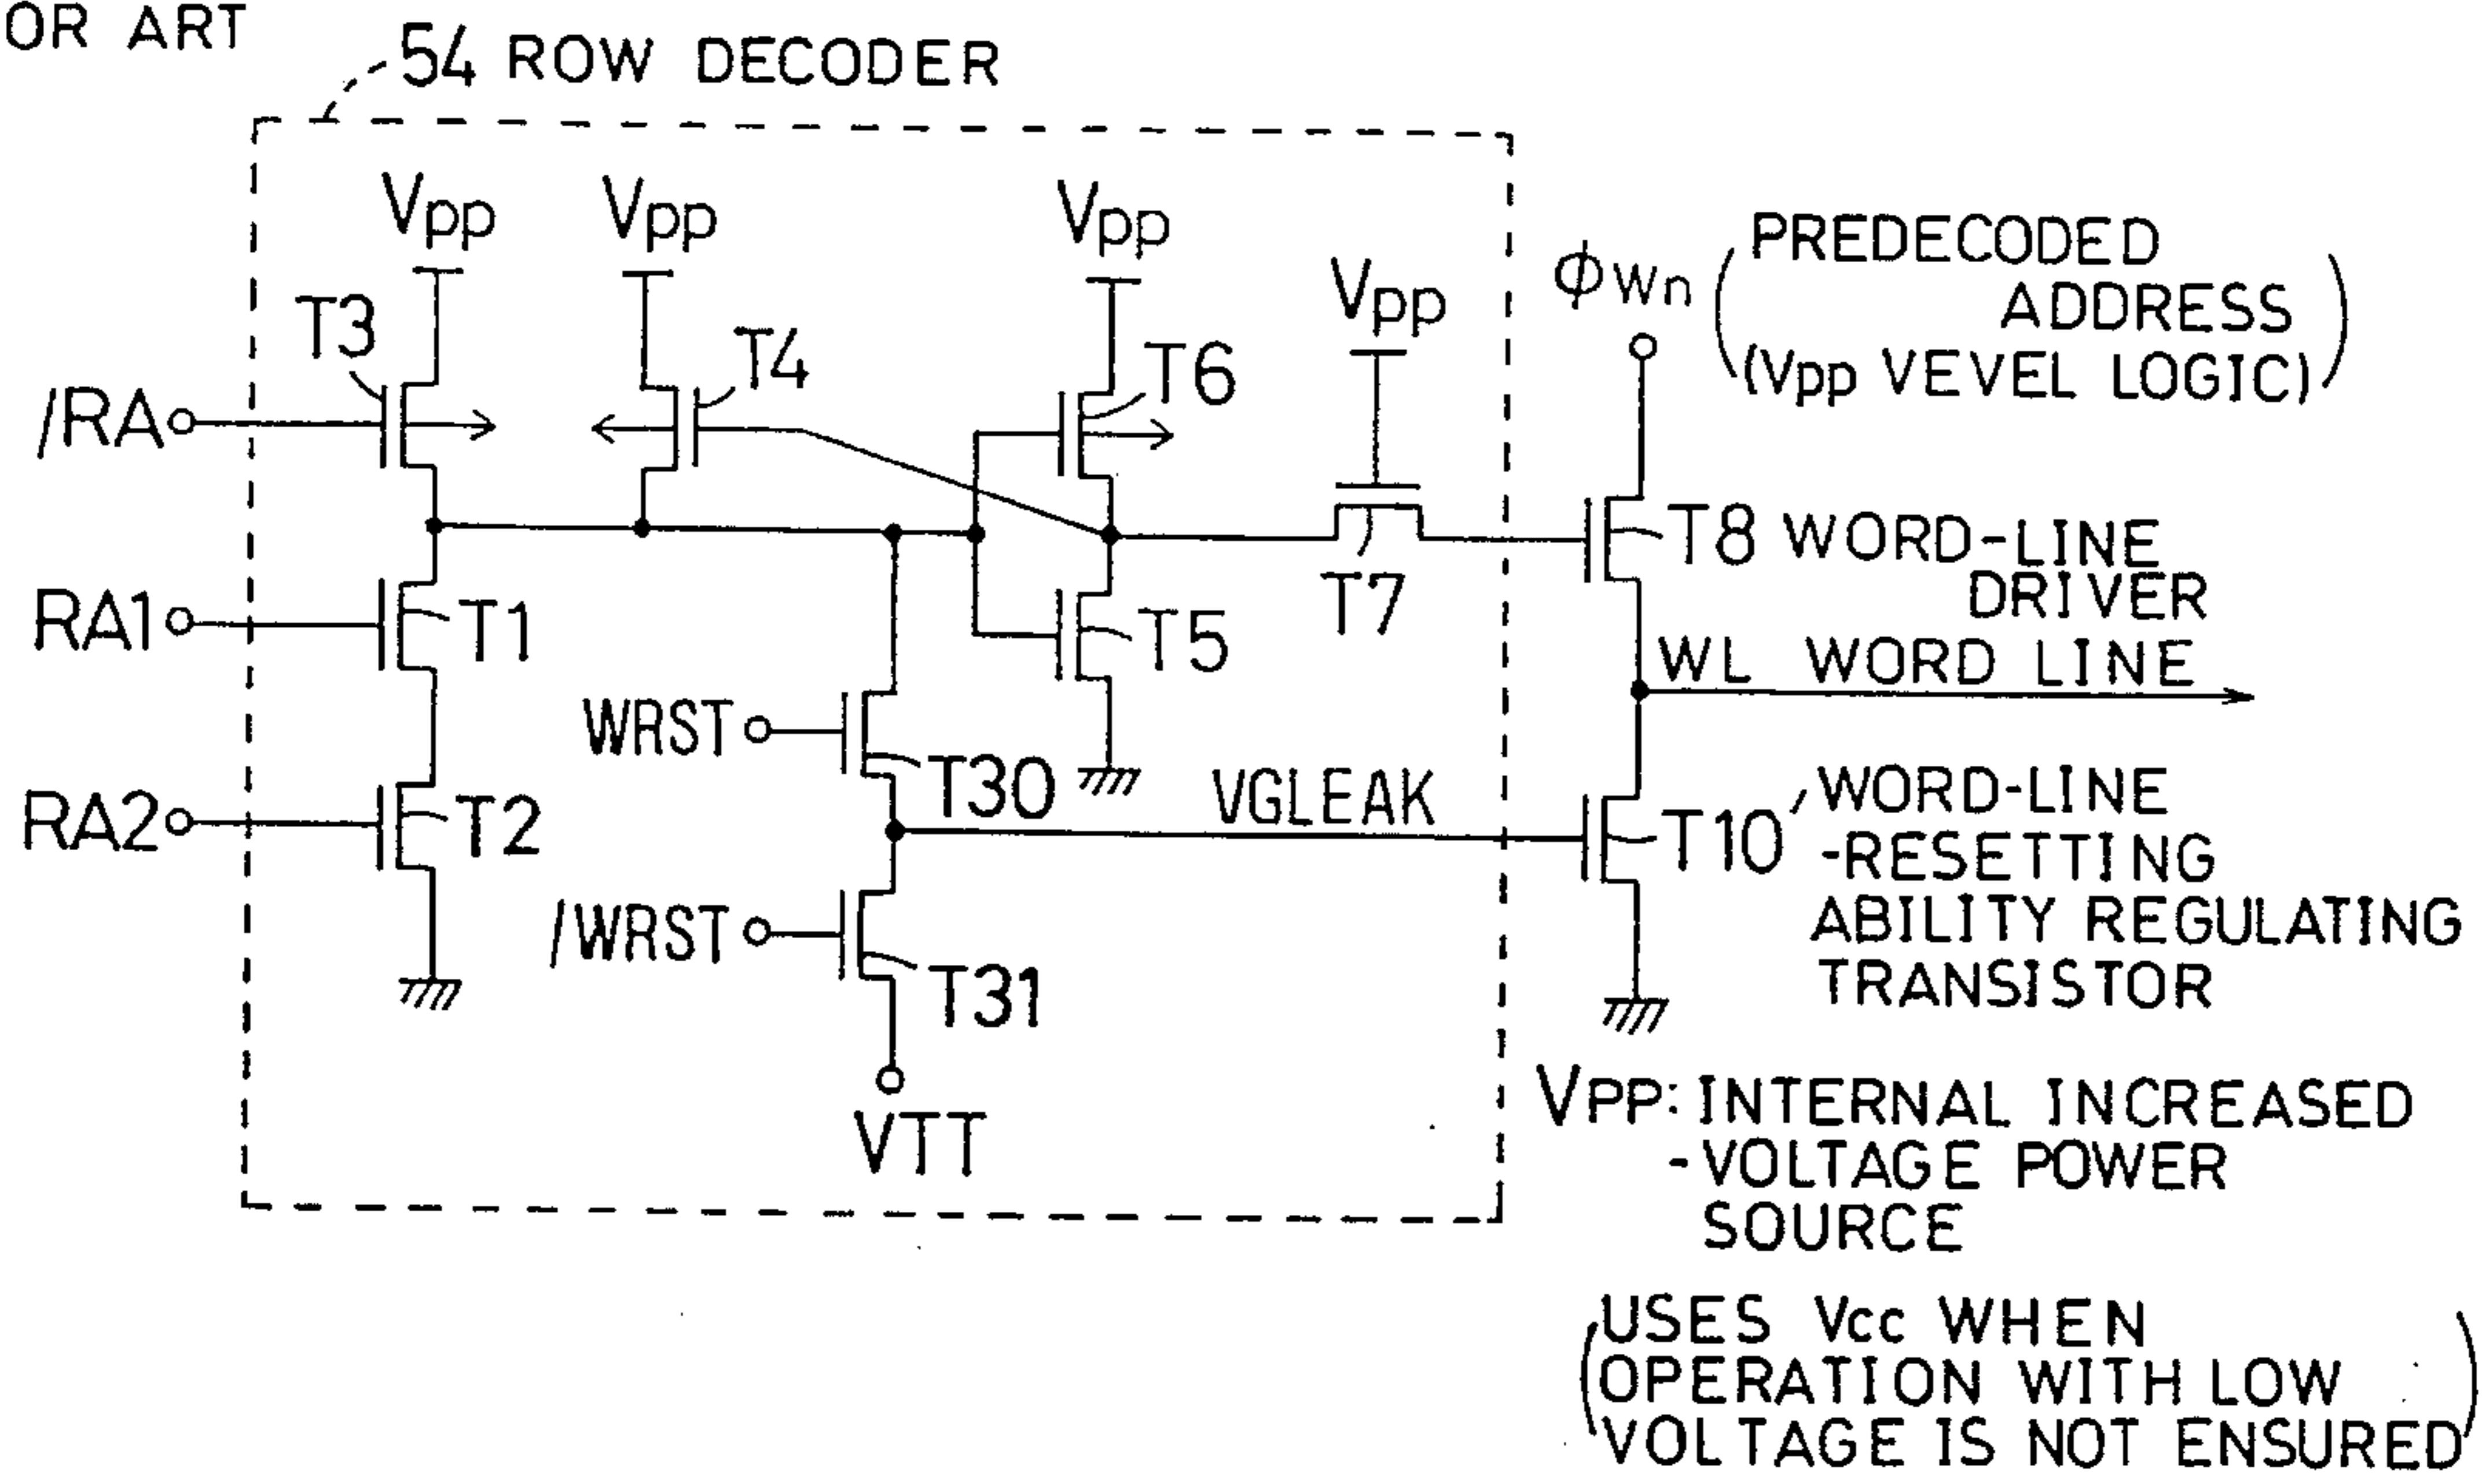 OR ART
54 ROW DECODER
Vpp
Vpp
Vpp
Vpp
T3
T4
T6
/RA
φWn
PREDECODED
ADDRESS
(Vpp VEVEL LOGIC)
T8 WORD-LINE
DRIVER
T7
RA1
T1
T5
WL WORD LINE
WRST
T30
VGLEAK
RA2
T2
T10' WORD-LINE
-RESETTING
ABILITY REGULATING
TRANSISTOR
/WRST
T31
VTT
VPP: INTERNAL INCREASED
-VOLTAGE POWER
SOURCE
(USES Vcc WHEN
OPERATION WITH LOW
VOLTAGE IS NOT ENSURED)